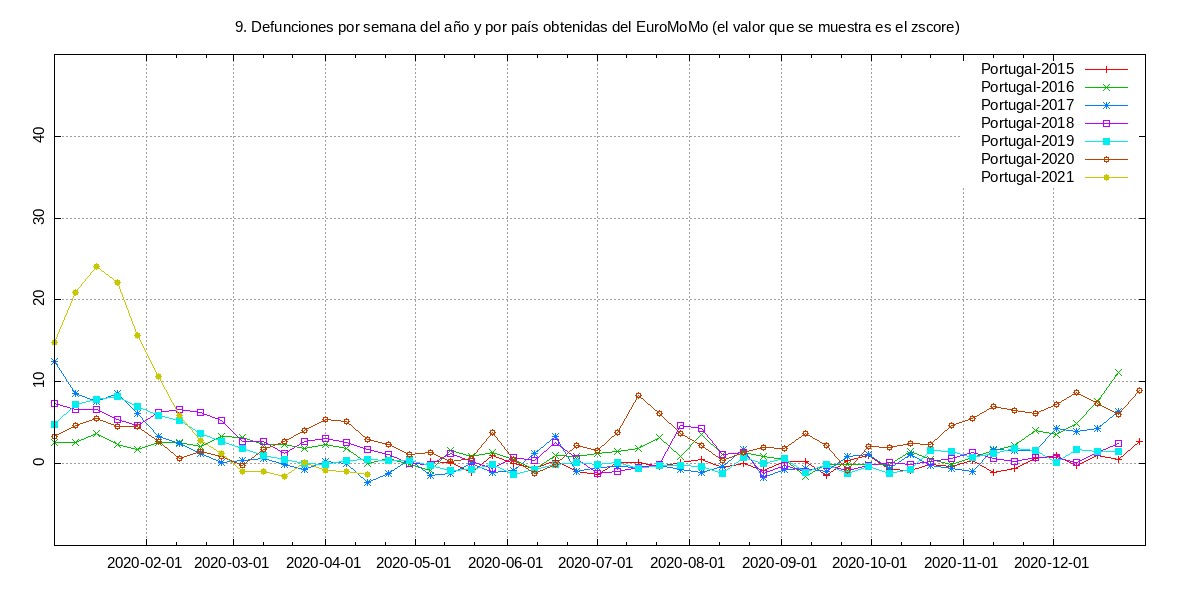 9. Defunciones por semana del año y por país obtenidas del EuroMoMo (el valor que se muestra es el zscore)
Portugal-2015
Portugal-2016
Portugal-2017
Portugal-2018
Portugal-2019
Portugal-2020
Portugal-2021
40
30
20
10
0
2020-02-01 2020-03-01 2020-04-01 2020-05-01 2020-06-01 2020-07-01 2020-08-01 2020-09-01 2020-10-01 2020-11-01 2020-12-01